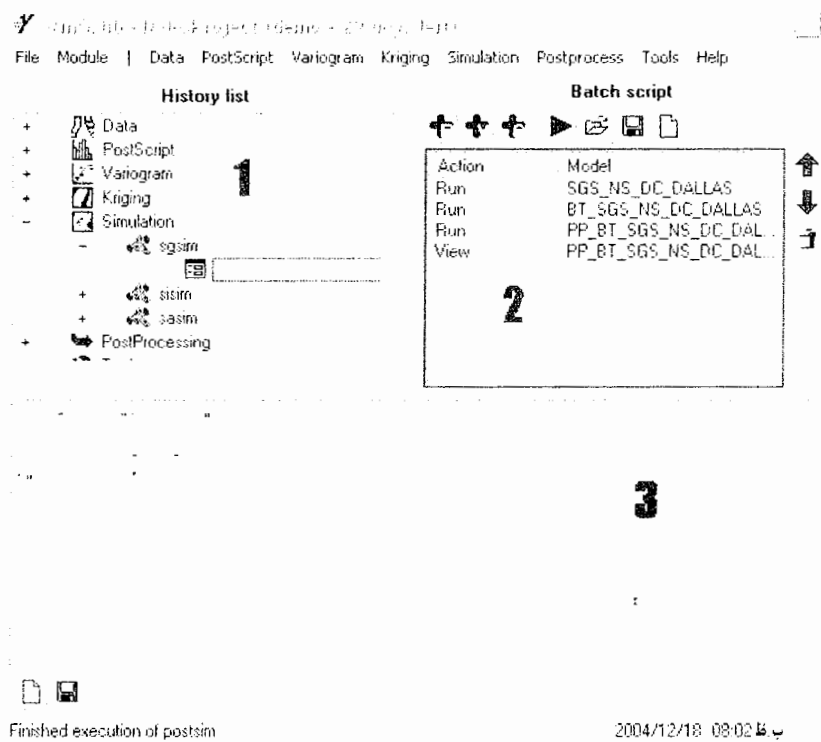 File Module | Data PostScript Variogram Kriging Simulation Postprocess Tools Help
History list
+ Data
+ PostScript
+ Variogram
+ Kriging
- Simulation
- sgsim
+ sisim
+ sasim
+ PostProcessing
1
Batch script
Action Model
Run SGS_NS_DC_DALLAS
Run BT_SGS_NS_DC_DALLAS
Run PP_BT_SGS_NS_DC_DAL...
View PP_BT_SGS_NS_DC_DAL...
2
3
Finished execution of postsim
2004/12/18 08:02 ب.ظ